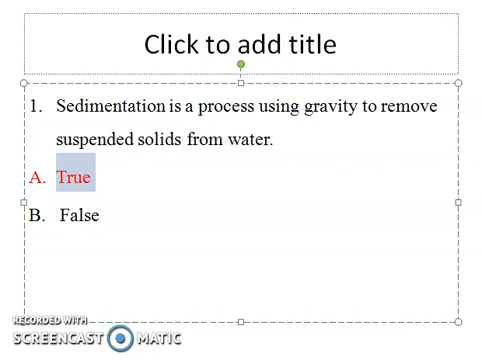 Click to add title
1. Sedimentation is a process using gravity to remove
suspended solids from water.
A. True
B. False
RECORDED WITH
SCREENCAST MATIC